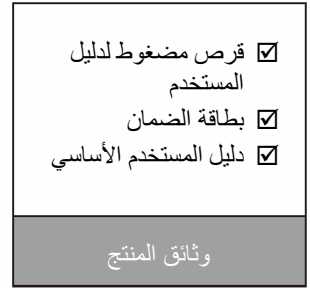 ☑ قرص مضغوط لدليل
المستخدم
☑ بطاقة الضمان
☑ دليل المستخدم الأساسي
وثائق المنتج